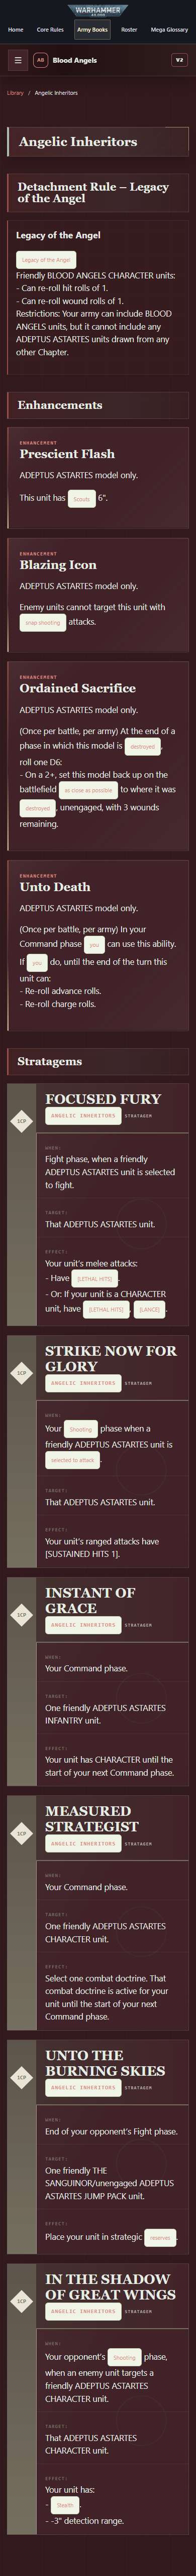 WARHAMMER
40,000
Home Core Rules Army Books Roster Mega Glossary
☰ AB Blood Angels V2
Library / Angelic Inheritors
Angelic Inheritors
Detachment Rule – Legacy
of the Angel
Legacy of the Angel
Legacy of the Angel
Friendly BLOOD ANGELS CHARACTER units:
- Can re-roll hit rolls of 1.
- Can re-roll wound rolls of 1.
Restrictions: Your army can include BLOOD
ANGELS units, but it cannot include any
ADEPTUS ASTARTES units drawn from any
other Chapter.
Enhancements
ENHANCEMENT
Prescient Flash
ADEPTUS ASTARTES model only.
This unit has Scouts 6".
ENHANCEMENT
Blazing Icon
ADEPTUS ASTARTES model only.
Enemy units cannot target this unit with
snap shooting attacks.
ENHANCEMENT
Ordained Sacrifice
ADEPTUS ASTARTES model only.
(Once per battle, per army) At the end of a
phase in which this model is destroyed,
roll one D6:
- On a 2+, set this model back up on the
battlefield as close as possible to where it was
destroyed, unengaged, with 3 wounds
remaining.
ENHANCEMENT
Unto Death
ADEPTUS ASTARTES model only.
(Once per battle, per army) In your
Command phase you can use this ability.
If you do, until the end of the turn this
unit can:
- Re-roll advance rolls.
- Re-roll charge rolls.
Stratagems
1CP
FOCUSED FURY
ANGELIC INHERITORS STRATAGEM
WHEN:
Fight phase, when a friendly
ADEPTUS ASTARTES unit is selected
to fight.
TARGET:
That ADEPTUS ASTARTES unit.
EFFECT:
Your unit's melee attacks:
- Have [LETHAL HITS].
- Or: If your unit is a CHARACTER
unit, have [LETHAL HITS], [LANCE].
1CP
STRIKE NOW FOR
GLORY
ANGELIC INHERITORS STRATAGEM
WHEN:
Your Shooting phase when a
friendly ADEPTUS ASTARTES unit is
selected to attack.
TARGET:
That ADEPTUS ASTARTES unit.
EFFECT:
Your unit's ranged attacks have
[SUSTAINED HITS 1].
1CP
INSTANT OF
GRACE
ANGELIC INHERITORS STRATAGEM
WHEN:
Your Command phase.
TARGET:
One friendly ADEPTUS ASTARTES
INFANTRY unit.
EFFECT:
Your unit has CHARACTER until the
start of your next Command phase.
1CP
MEASURED
STRATEGIST
ANGELIC INHERITORS STRATAGEM
WHEN:
Your Command phase.
TARGET:
One friendly ADEPTUS ASTARTES
CHARACTER unit.
EFFECT:
Select one combat doctrine. That
combat doctrine is active for your
unit until the start of your next
Command phase.
1CP
UNTO THE
BURNING SKIES
ANGELIC INHERITORS STRATAGEM
WHEN:
End of your opponent's Fight phase.
TARGET:
One friendly THE
SANGUINOR/unengaged ADEPTUS
ASTARTES JUMP PACK unit.
EFFECT:
Place your unit in strategic reserves.
1CP
IN THE SHADOW
OF GREAT WINGS
ANGELIC INHERITORS STRATAGEM
WHEN:
Your opponent's Shooting phase,
when an enemy unit targets a
friendly ADEPTUS ASTARTES
CHARACTER unit.
TARGET:
That ADEPTUS ASTARTES
CHARACTER unit.
EFFECT:
Your unit has:
- Stealth.
- -3" detection range.